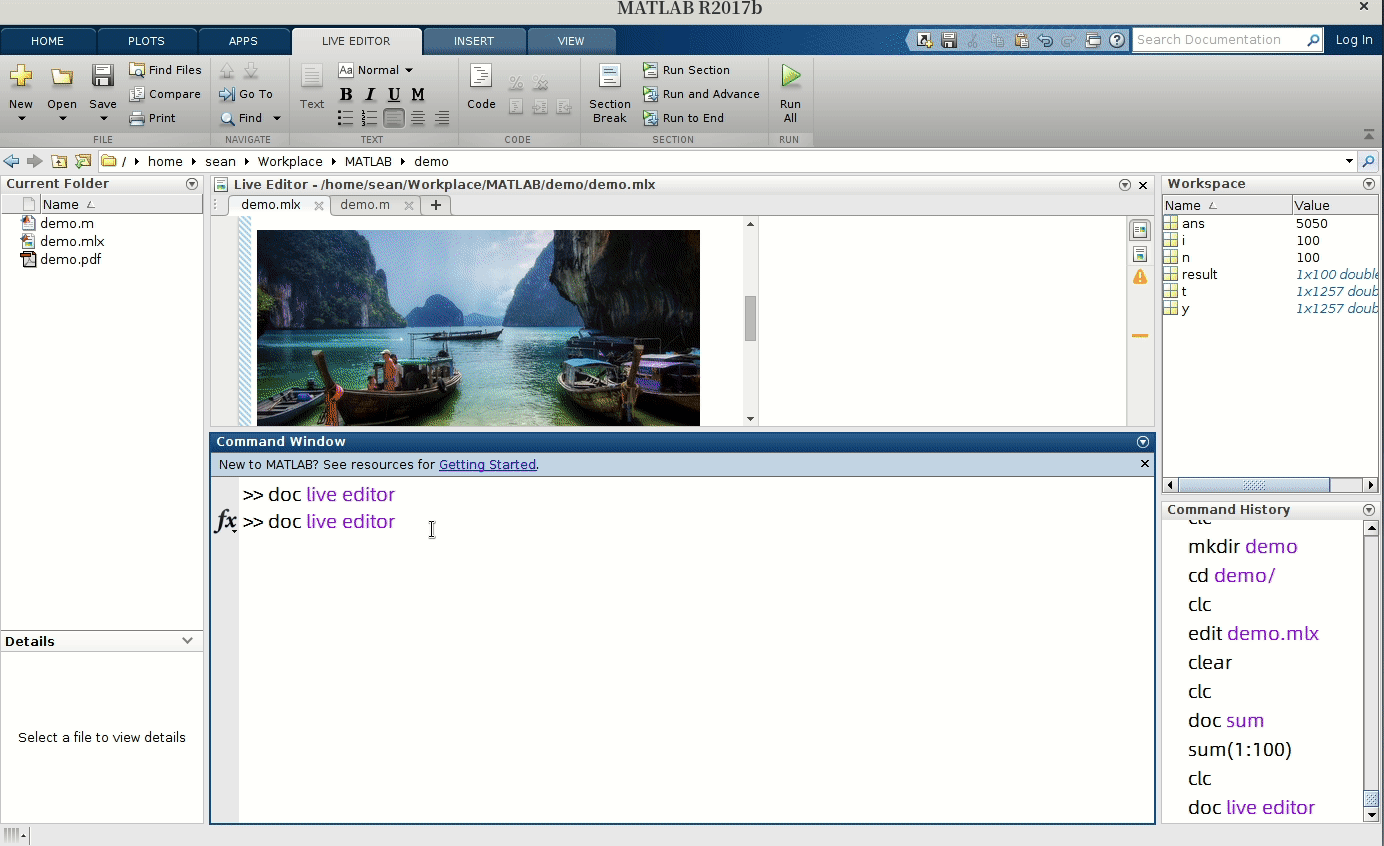 MATLAB R2017b
HOME PLOTS APPS LIVE EDITOR INSERT VIEW Search Documentation Log In
New Open Save Find Files Compare Print
FILE
Go To Find
NAVIGATE
Text Aa Normal B I U M
TEXT
Code
CODE
Section Break Run Section Run and Advance Run to End
SECTION
Run All
RUN
/ home sean Workplace MATLAB demo
Current Folder
Name
demo.m
demo.mlx
demo.pdf
Details
Select a file to view details
Live Editor - /home/sean/Workplace/MATLAB/demo/demo.mlx
demo.mlx demo.m +
Command Window
New to MATLAB? See resources for Getting Started.
>> doc live editor
fx >> doc live editor
Workspace
Name Value
ans 5050
i 100
n 100
result 1x100 double
t 1x1257 doub
y 1x1257 doub
Command History
clc
mkdir demo
cd demo/
clc
edit demo.mlx
clear
clc
doc sum
sum(1:100)
clc
doc live editor